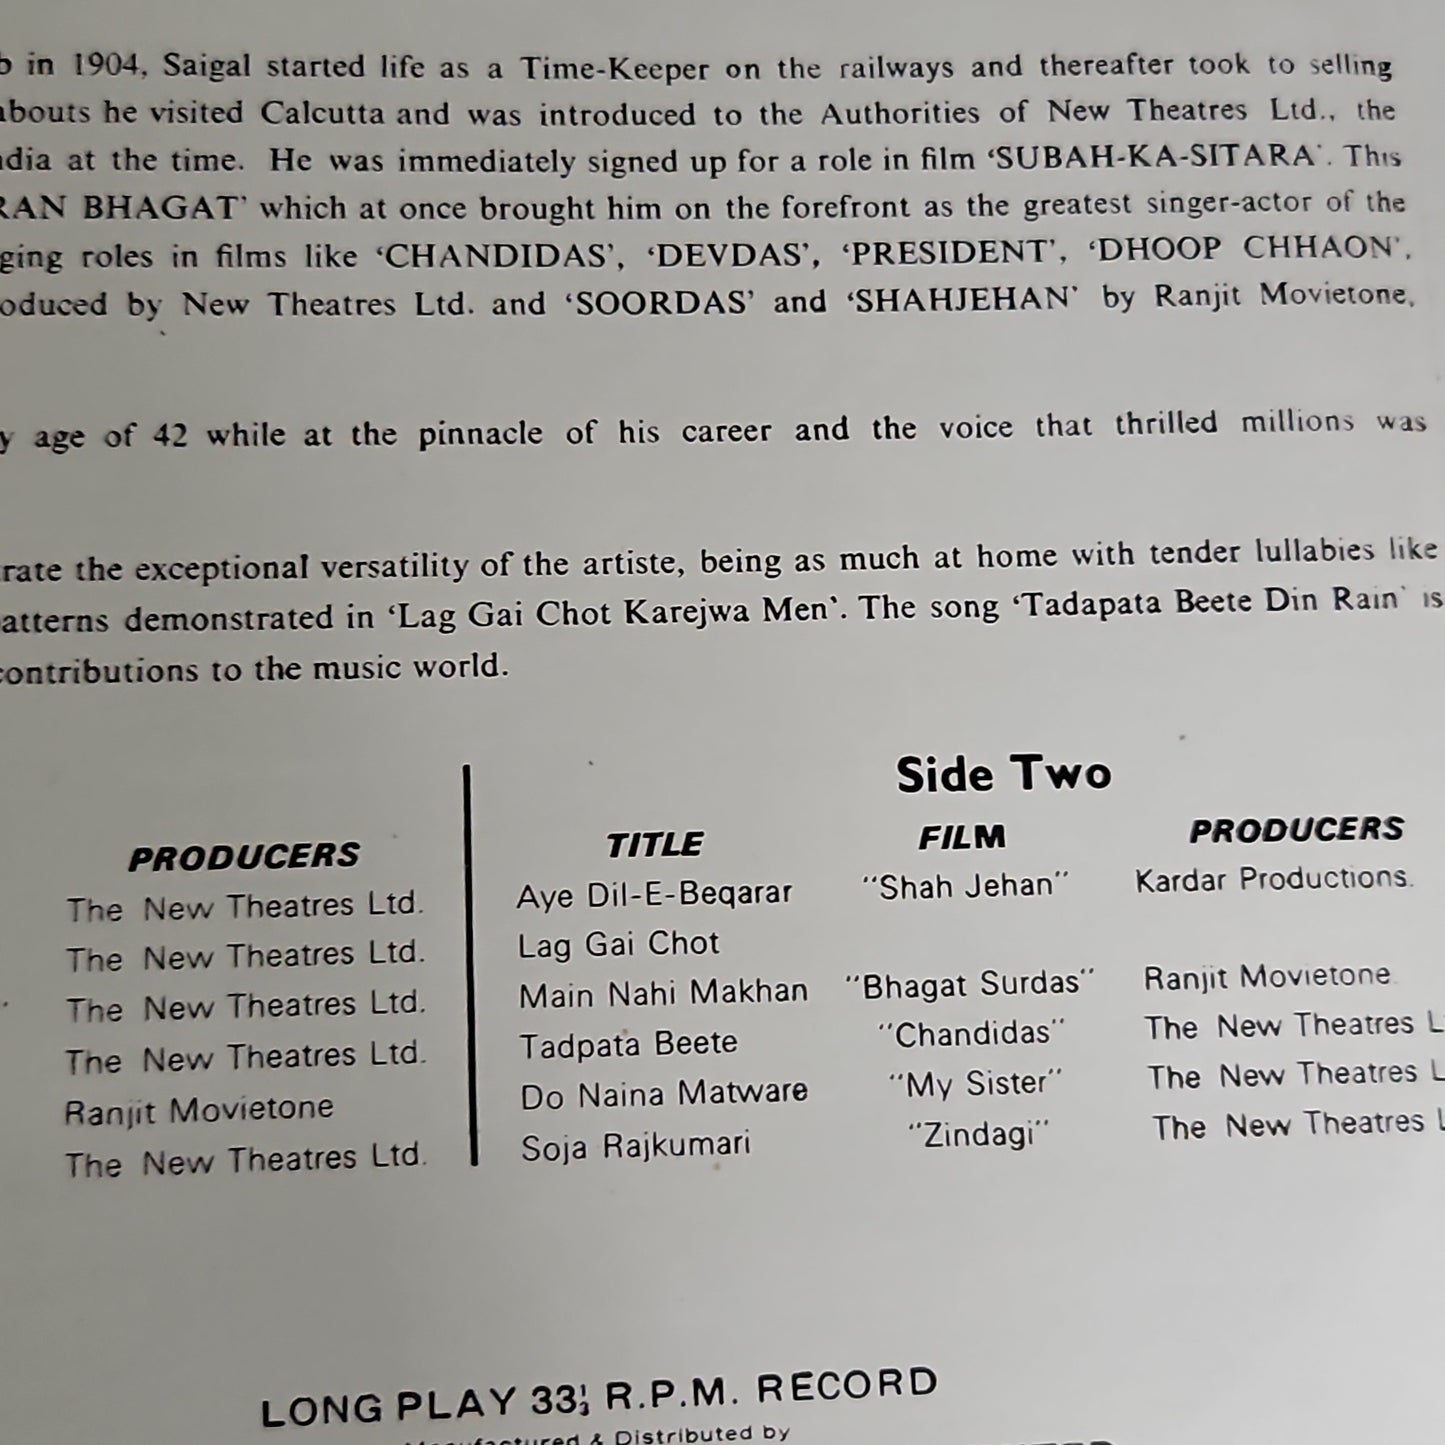 in 1904, Saigal started life as a Time-Keeper on the railways and thereafter took to selling
abouts he visited Calcutta and was introduced to the Authorities of New Theatres Ltd., the
dia at the time. He was immediately signed up for a role in film ‘SUBAH-KA-SITARA’. This
RAN BHAGAT’ which at once brought him on the forefront as the greatest singer-actor of the
ging roles in films like ‘CHANDIDAS’, ‘DEVDAS’, ‘PRESIDENT’, ‘DHOOP CHHAON’,
oduced by New Theatres Ltd. and ‘SOORDAS’ and ‘SHAHJEHAN’ by Ranjit Movietone,
y age of 42 while at the pinnacle of his career and the voice that thrilled millions was
rate the exceptional versatility of the artiste, being as much at home with tender lullabies like
atterns demonstrated in ‘Lag Gai Chot Karejwa Men’. The song ‘Tadapata Beete Din Rain’ is
contributions to the music world.
PRODUCERS
The New Theatres Ltd.
The New Theatres Ltd.
The New Theatres Ltd.
The New Theatres Ltd.
Ranjit Movietone
The New Theatres Ltd.
Side Two
TITLE FILM PRODUCERS
Aye Dil-E-Beqarar "Shah Jehan" Kardar Productions.
Lag Gai Chot
Main Nahi Makhan "Bhagat Surdas" Ranjit Movietone
Tadpata Beete "Chandidas" The New Theatres L
Do Naina Matware "My Sister" The New Theatres L
Soja Rajkumari "Zindagi" The New Theatres L
LONG PLAY 33⅓ R.P.M. RECORD
Manufactured & Distributed by